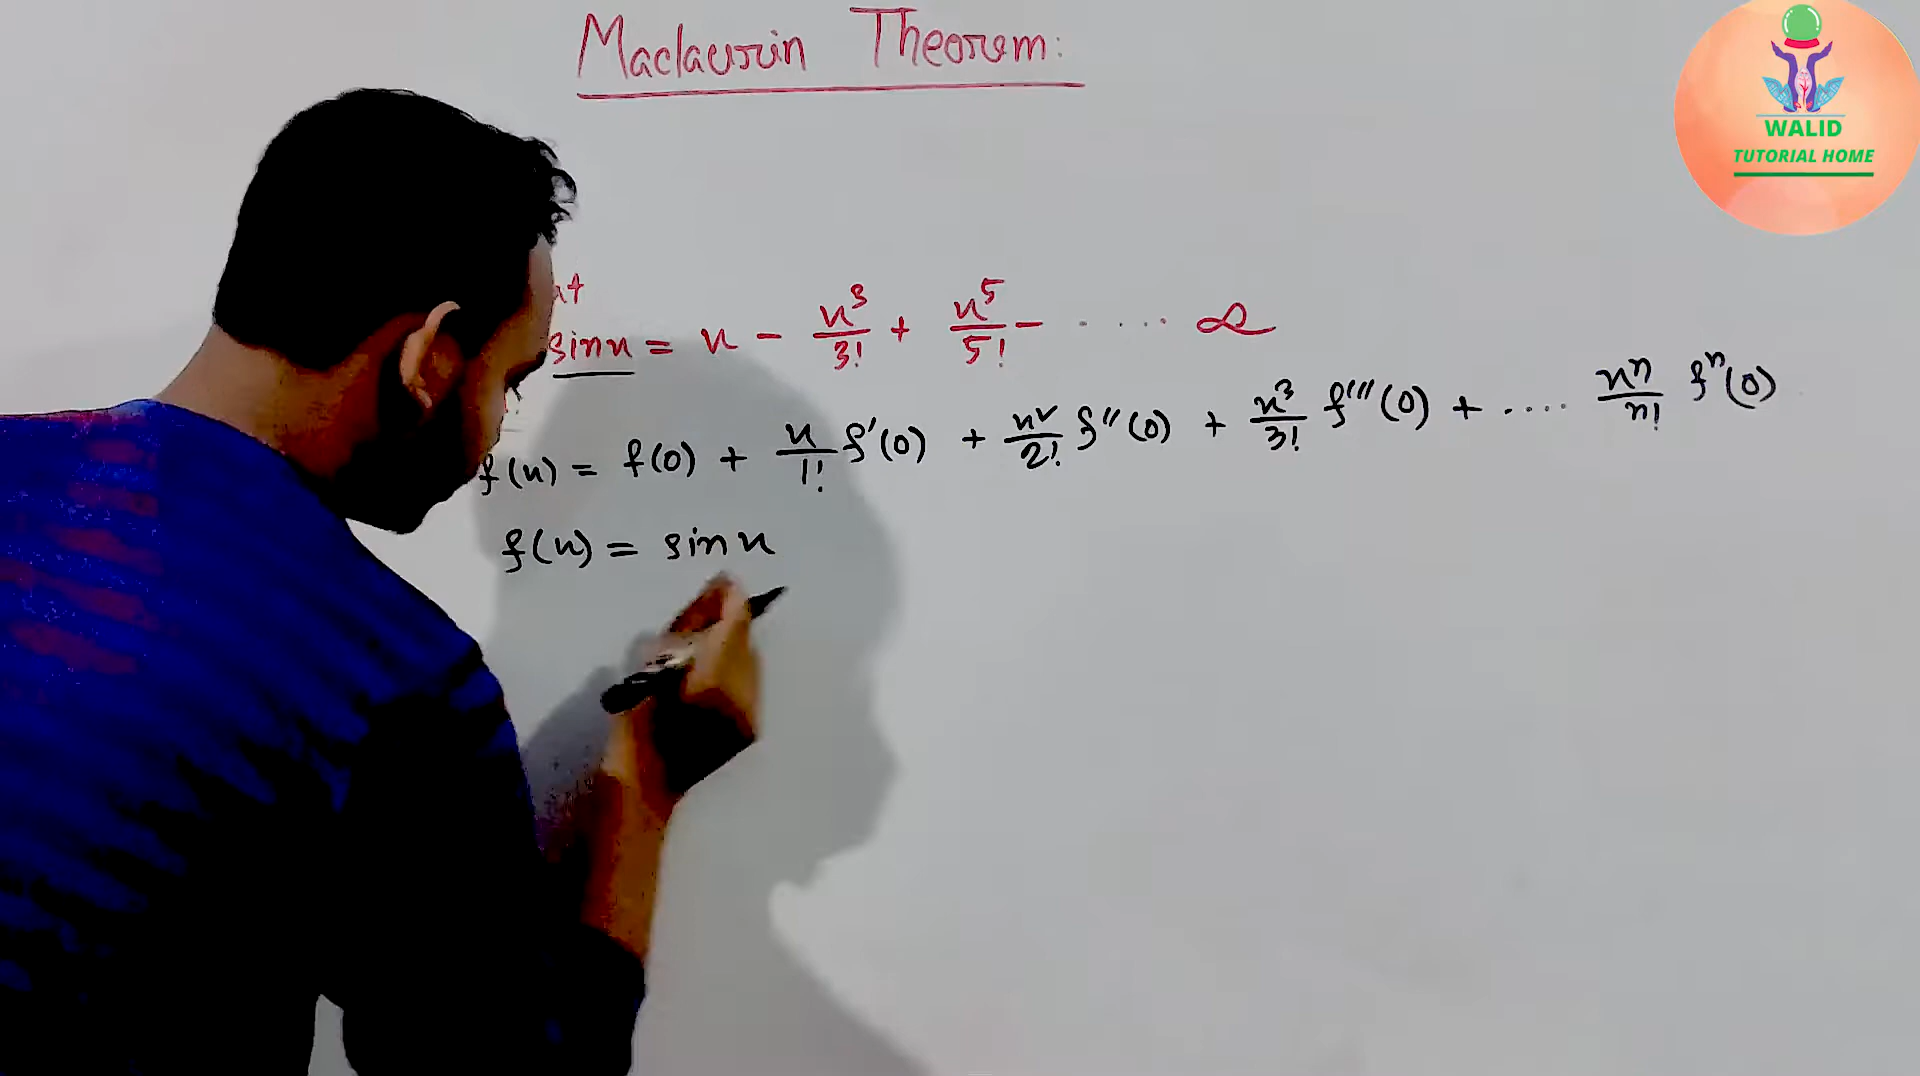 Maclaurin Theorem:
WALID
TUTORIAL HOME
sinx = x - x³/3! + x⁵/5! - ...... ∞
f(x) = f(0) + x/1! f'(0) + x²/2! f''(0) + x³/3! f'''(0) + .... xⁿ/n! fⁿ(0)
f(x) = sinx